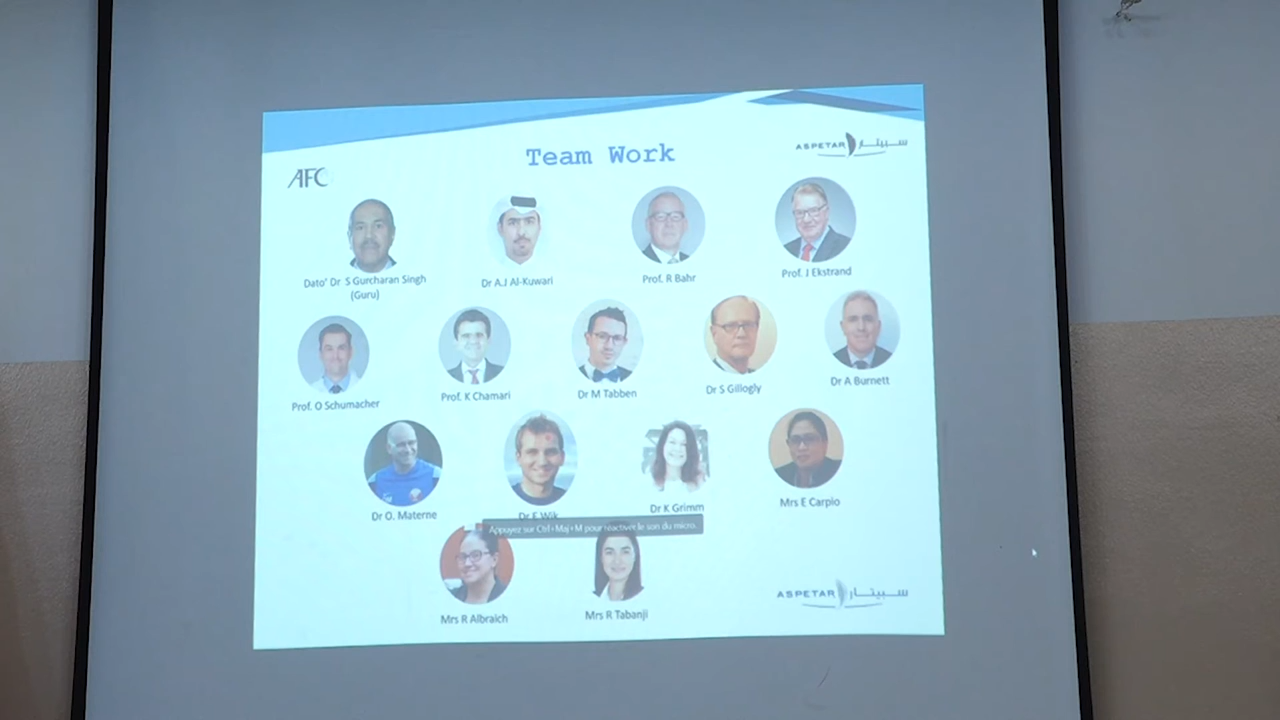 Team Work
ASPETAR سبيتار
AFC
Dato' Dr S Gurcharan Singh
(Guru)
Dr A.J Al-Kuwari
Prof. R Bahr
Prof. J Ekstrand
Prof. O Schumacher
Prof. K Chamari
Dr M Tabben
Dr S Gillogly
Dr A Burnett
Dr O. Materne
Dr E Wik
Dr K Grimm
Mrs E Carpio
Appuyez sur Ctrl+Maj+M pour réactiver le son du micro.
Mrs R Albraich
Mrs R Tabanji
ASPETAR سبيتار